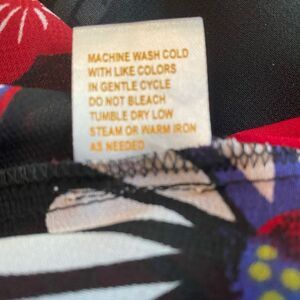 MACHINE WASH COLD
WITH LIKE COLORS
IN GENTLE CYCLE
DO NOT BLEACH
TUMBLE DRY LOW
STEAM OR WARM IRON
AS NEEDED